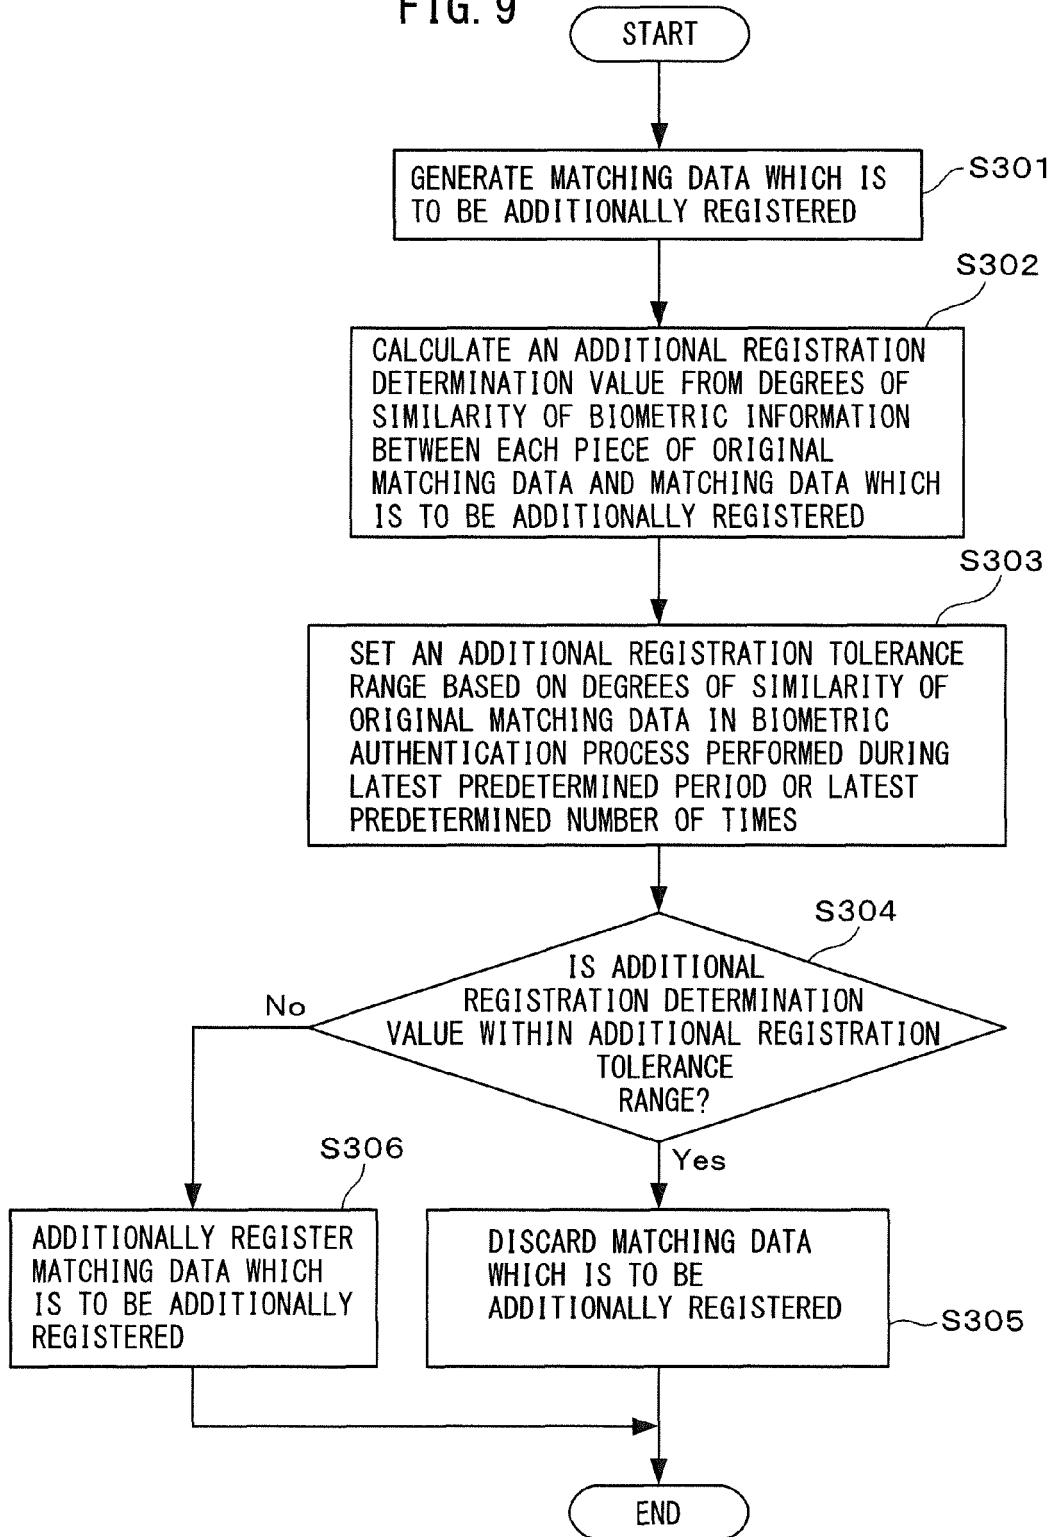 FIG. 9
START
GENERATE MATCHING DATA WHICH IS
TO BE ADDITIONALLY REGISTERED
S301
S302
CALCULATE AN ADDITIONAL REGISTRATION
DETERMINATION VALUE FROM DEGREES OF
SIMILARITY OF BIOMETRIC INFORMATION
BETWEEN EACH PIECE OF ORIGINAL
MATCHING DATA AND MATCHING DATA WHICH
IS TO BE ADDITIONALLY REGISTERED
S303
SET AN ADDITIONAL REGISTRATION TOLERANCE
RANGE BASED ON DEGREES OF SIMILARITY OF
ORIGINAL MATCHING DATA IN BIOMETRIC
AUTHENTICATION PROCESS PERFORMED DURING
LATEST PREDETERMINED PERIOD OR LATEST
PREDETERMINED NUMBER OF TIMES
S304
IS ADDITIONAL
REGISTRATION DETERMINATION
VALUE WITHIN ADDITIONAL REGISTRATION
TOLERANCE
RANGE?
No
Yes
S306
ADDITIONALLY REGISTER
MATCHING DATA WHICH
IS TO BE ADDITIONALLY
REGISTERED
DISCARD MATCHING DATA
WHICH IS TO BE
ADDITIONALLY REGISTERED
S305
END